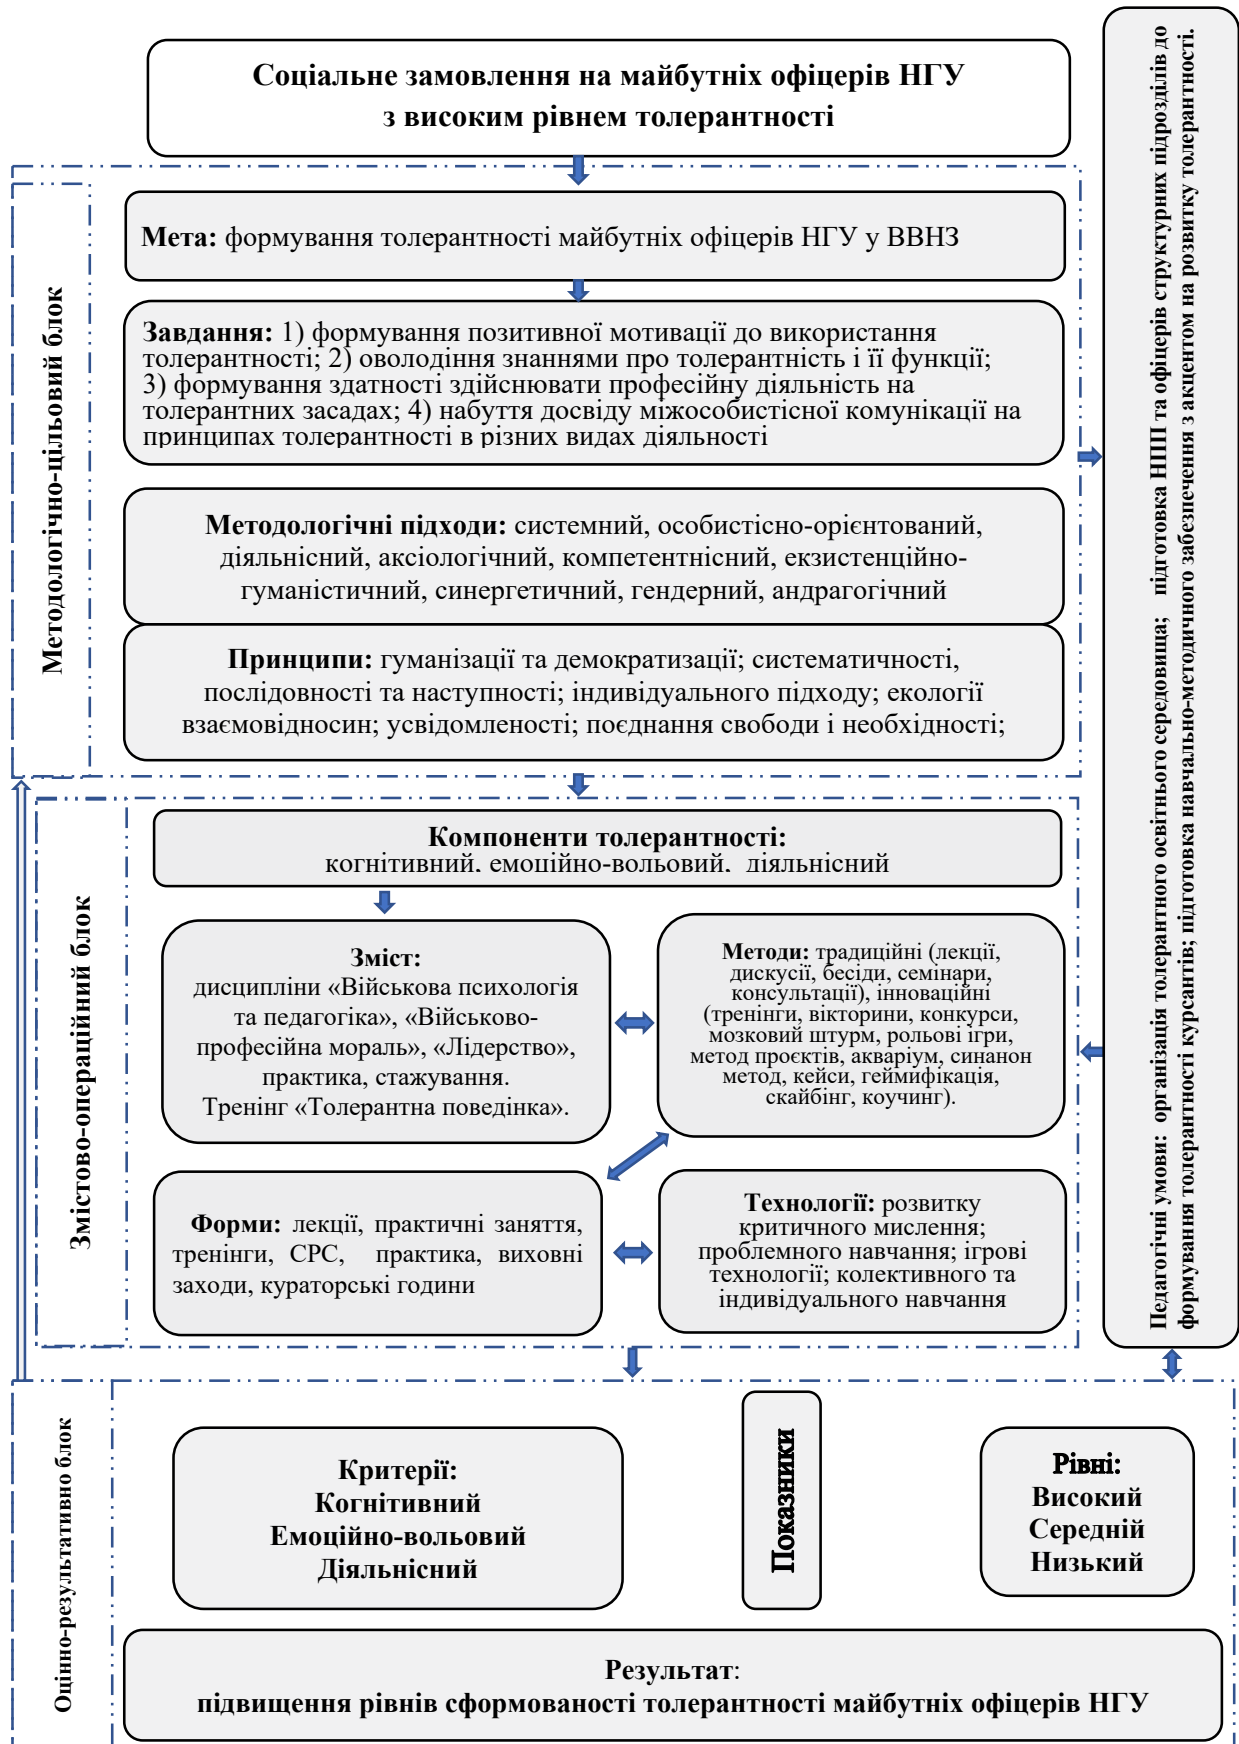 Соціальне замовлення на майбутніх офіцерів НГУ
з високим рівнем толерантності
Методологічно-цільовий блок
Мета: формування толерантності майбутніх офіцерів НГУ у ВВНЗ
Завдання: 1) формування позитивної мотивації до використання
толерантності; 2) оволодіння знаннями про толерантність і її функції;
3) формування здатності здійснювати професійну діяльність на
толерантних засадах; 4) набуття досвіду міжособистісної комунікації на
принципах толерантності в різних видах діяльності
Методологічні підходи: системний, особистісно-орієнтований,
діяльнісний, аксіологічний, компетентнісний, екзистенційно-
гуманістичний, синергетичний, гендерний, андрагогічний
Принципи: гуманізації та демократизації; систематичності,
послідовності та наступності; індивідуального підходу; екології
взаємовідносин; усвідомленості; поєднання свободи і необхідності;
Педагогічні умови: організація толерантного освітнього середовища; підготовка НПП та офіцерів структурних підрозділів до
формування толерантності курсантів; підготовка навчально-методичного забезпечення з акцентом на розвитку толерантності.
Змістово-операційний блок
Компоненти толерантності:
когнітивний, емоційно-вольовий, діяльнісний
Зміст:
дисципліни «Військова психологія
та педагогіка», «Військово-
професійна мораль», «Лідерство»,
практика, стажування.
Тренінг «Толерантна поведінка».
Методи: традиційні (лекції,
дискусії, бесіди, семінари,
консультації), інноваційні
(тренінги, вікторини, конкурси,
мозковий штурм, рольові ігри,
метод проєктів, акваріум, синанон
метод, кейси, геймифікація,
скайбінг, коучинг).
Форми: лекції, практичні заняття,
тренінги, СРС, практика, виховні
заходи, кураторські години
Технології: розвитку
критичного мислення;
проблемного навчання; ігрові
технології; колективного та
індивідуального навчання
Оцінно-результативно блок
Критерії:
Когнітивний
Емоційно-вольовий
Діяльнісний
Показники
Рівні:
Високий
Середній
Низький
Результат:
підвищення рівнів сформованості толерантності майбутніх офіцерів НГУ